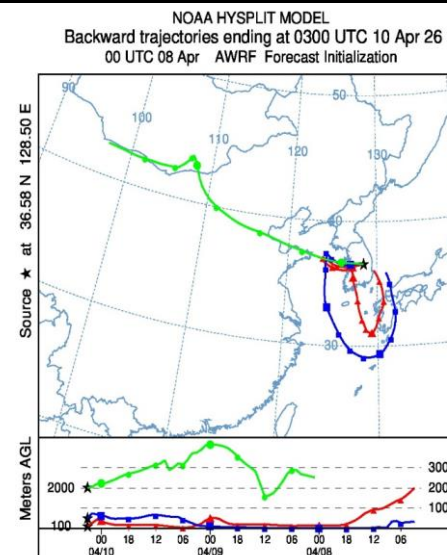 NOAA HYSPLIT MODEL
Backward trajectories ending at 0300 UTC 10 Apr 26
00 UTC 08 Apr AWRF Forecast Initialization
Source ★ at 36.58 N 128.50 E
90
100
110
120
130
50
40
30
Meters AGL
2000
100
300
200
100
00 18 12 06 00 18 12 06 00 18 12 06
04/10 04/09 04/08